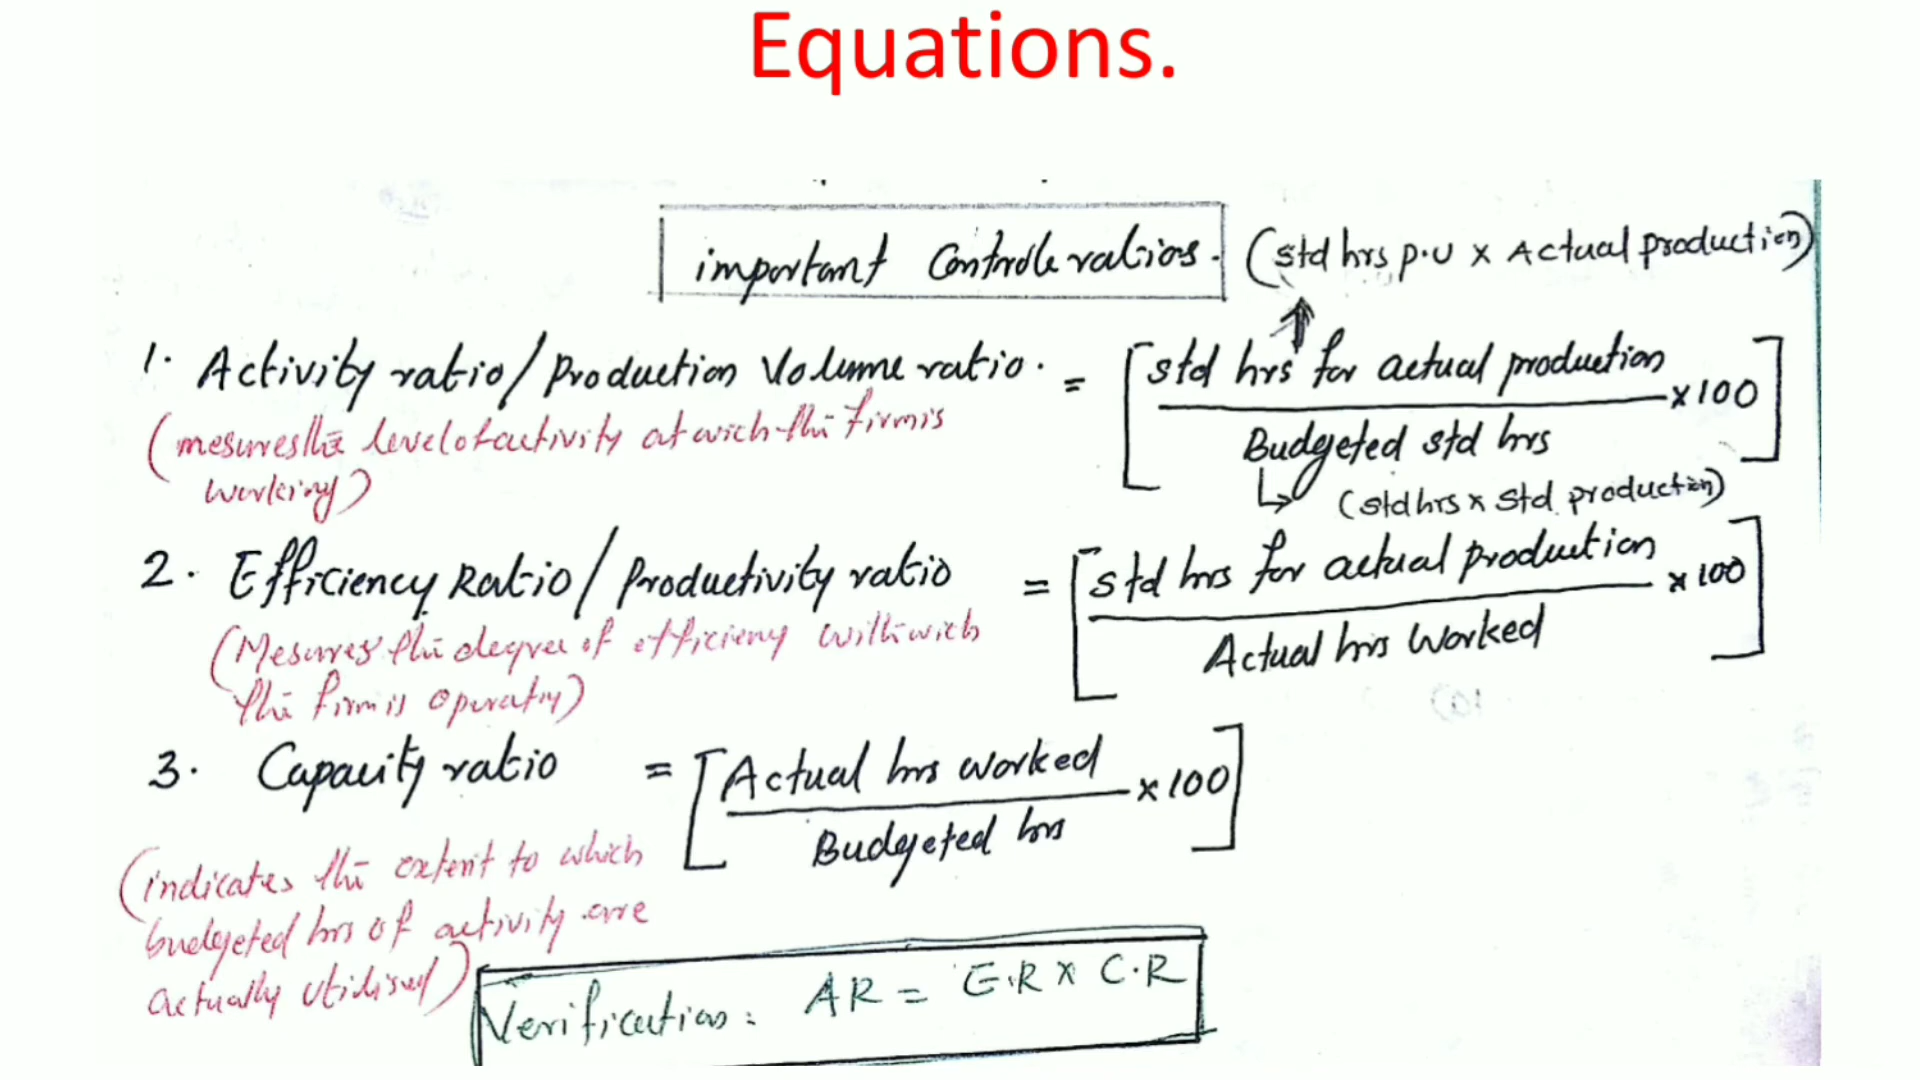 Equations.
important Controle ratios. (std hrs p.u x Actual production)
1. Activity ratio/Production Volume ratio. = [std hrs for actual production x100]
Budgeted std hrs
(mesures the level of activity at wich the firm is
working)
(std hrs x std. production)
2. Efficiency Ratio/Productivity ratio = [std hrs for actual production x100]
Actual hrs Worked
(Mesures the degree of efficieny with wich
the firm is operatng)
3. Capacity ratio = [Actual hrs worked x100]
Budgeted hrs
(indicates the extent to which
budgeted hrs of activity are
actually utilised)
Verification: AR = E.R X C.R